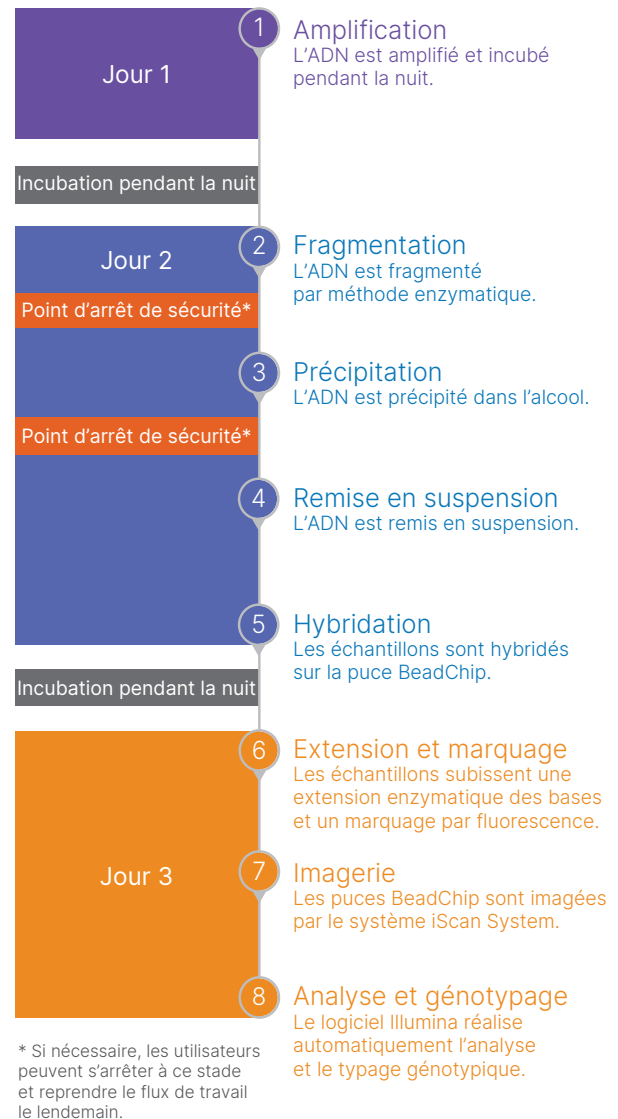 Jour 1
1
Amplification
L’ADN est amplifié et incubé
pendant la nuit.
Incubation pendant la nuit
Jour 2
2
Fragmentation
L’ADN est fragmenté
par méthode enzymatique.
Point d’arrêt de sécurité*
3
Précipitation
L’ADN est précipité dans l’alcool.
Point d’arrêt de sécurité*
4
Remise en suspension
L’ADN est remis en suspension.
5
Hybridation
Les échantillons sont hybridés
sur la puce BeadChip.
Incubation pendant la nuit
6
Extension et marquage
Les échantillons subissent une
extension enzymatique des bases
et un marquage par fluorescence.
Jour 3
7
Imagerie
Les puces BeadChip sont imagées
par le système iScan System.
8
Analyse et génotypage
Le logiciel Illumina réalise
automatiquement l’analyse
et le typage génotypique.
* Si nécessaire, les utilisateurs
peuvent s’arrêter à ce stade
et reprendre le flux de travail
le lendemain.